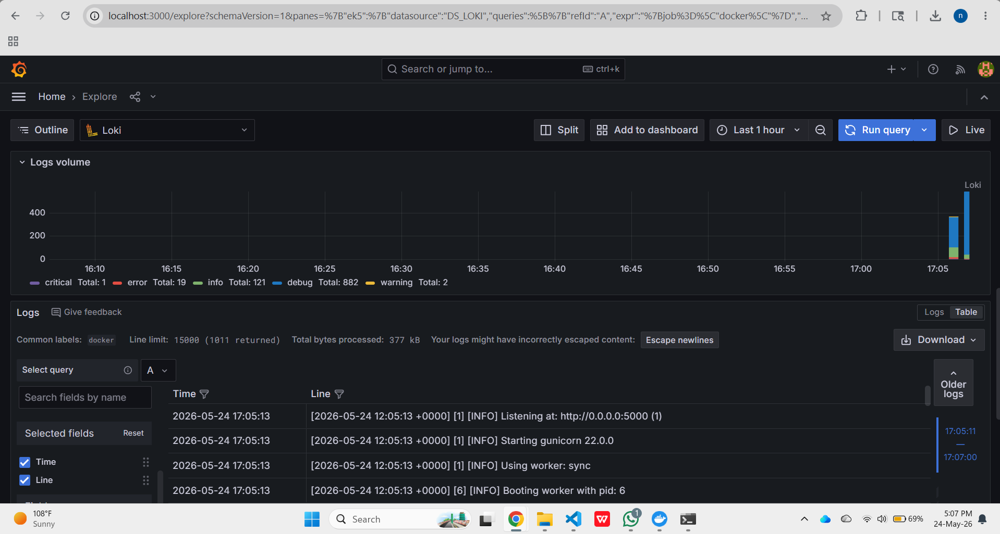 localhost:3000/explore?schemaVersion=1&panes=%7B"ek5":%7B"datasource":"DS_LOKI","queries":%5B%7B"refId":"A","expr":"%7Bjob%3D%5C"docker%5C"%7D","...
n
Search or jump to... ctrl+k
Home › Explore
Outline Loki Split Add to dashboard Last 1 hour Run query Live
Logs volume
Loki
400
200
0
16:10 16:15 16:20 16:25 16:30 16:35 16:40 16:45 16:50 16:55 17:00 17:05
critical Total: 1 error Total: 19 info Total: 121 debug Total: 882 warning Total: 2
Logs Give feedback Logs Table
Common labels: docker Line limit: 15000 (1011 returned) Total bytes processed: 377 kB Your logs might have incorrectly escaped content: Escape newlines Download
Select query A
Older logs
Search fields by name
Time Line
2026-05-24 17:05:13 [2026-05-24 12:05:13 +0000] [1] [INFO] Listening at: http://0.0.0.0:5000 (1)
Selected fields Reset
17:05:11
—
17:07:00
2026-05-24 17:05:13 [2026-05-24 12:05:13 +0000] [1] [INFO] Starting gunicorn 22.0.0
Time
2026-05-24 17:05:13 [2026-05-24 12:05:13 +0000] [1] [INFO] Using worker: sync
Line
2026-05-24 17:05:13 [2026-05-24 12:05:13 +0000] [6] [INFO] Booting worker with pid: 6
108°F
Sunny
Search
W
1
69%
5:07 PM
24-May-26